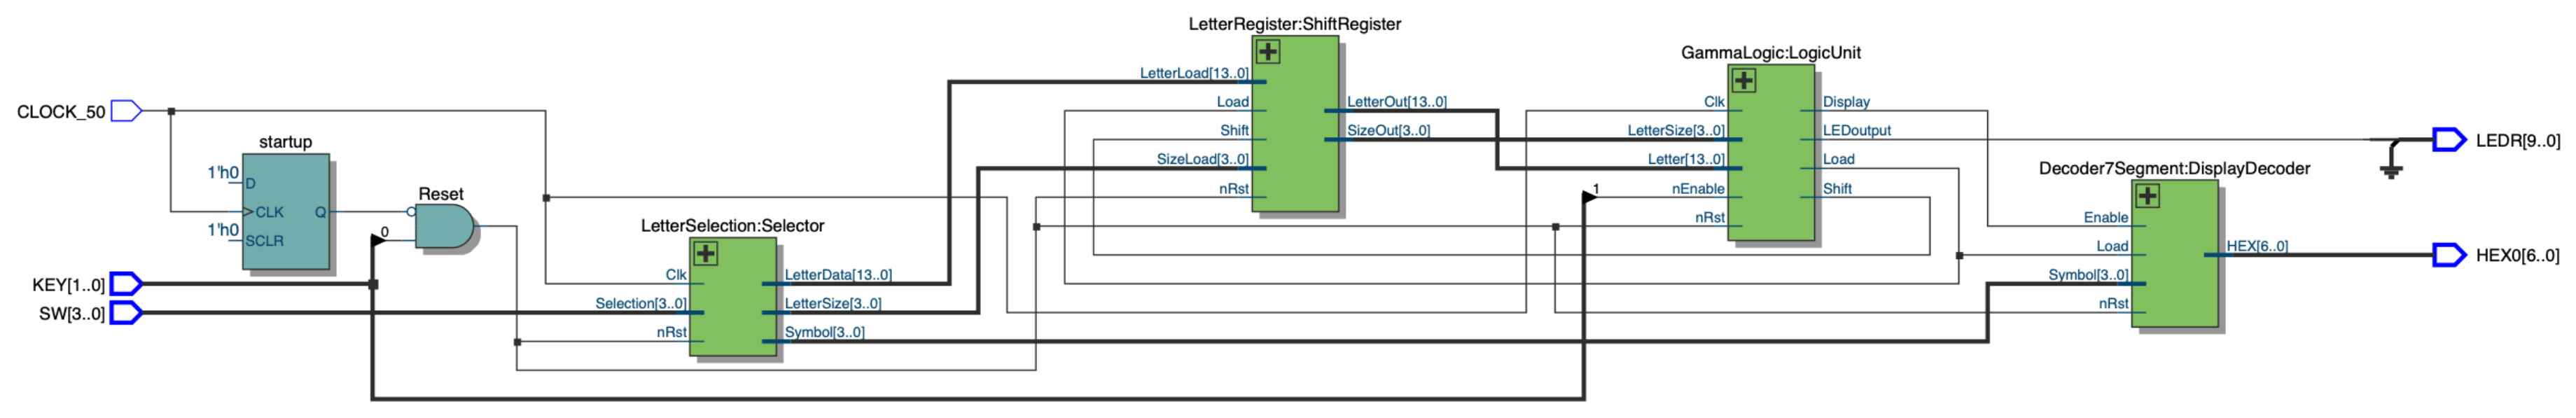 CLOCK_50
startup
1'h0
D
CLK
Q
1'h0
SCLR
Reset
0
KEY[1..0]
SW[3..0]
LetterSelection:Selector
Clk
Selection[3..0]
nRst
LetterData[13..0]
LetterSize[3..0]
Symbol[3..0]
LetterRegister:ShiftRegister
LetterLoad[13..0]
Load
Shift
SizeLoad[3..0]
nRst
LetterOut[13..0]
SizeOut[3..0]
GammaLogic:LogicUnit
Clk
LetterSize[3..0]
Letter[13..0]
1
nEnable
nRst
Display
LEDoutput
Load
Shift
Decoder7Segment:DisplayDecoder
Enable
Load
Symbol[3..0]
nRst
HEX[6..0]
LEDR[9..0]
HEX0[6..0]